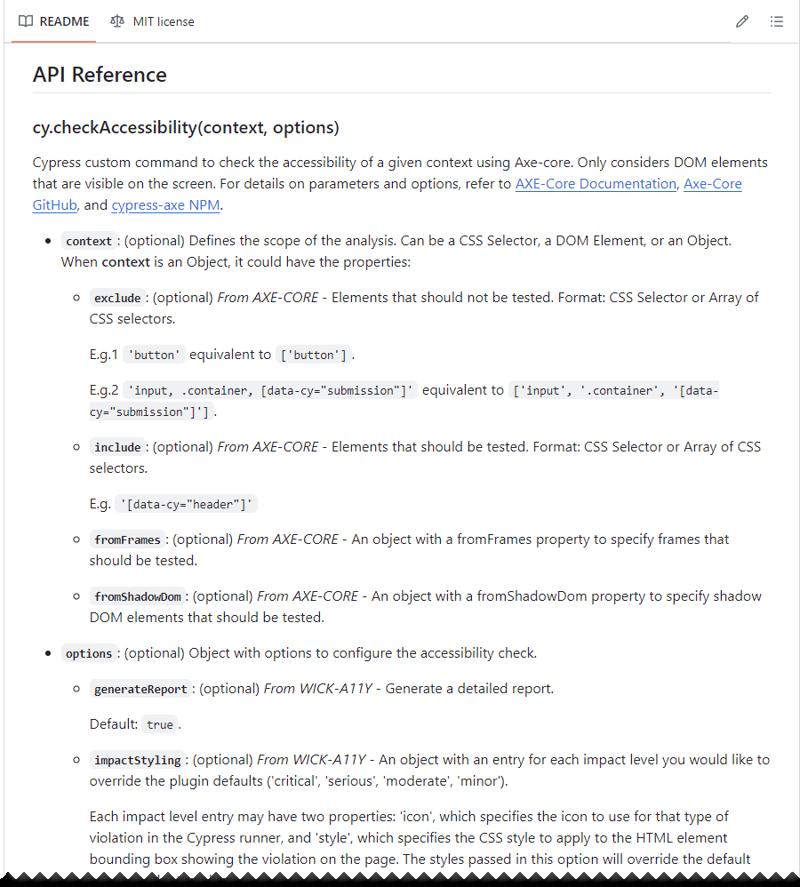 README
MIT license
API Reference
cy.checkAccessibility(context, options)
Cypress custom command to check the accessibility of a given context using Axe-core. Only considers DOM elements
that are visible on the screen. For details on parameters and options, refer to AXE-Core Documentation, Axe-Core
GitHub, and cypress-axe NPM.
• context : (optional) Defines the scope of the analysis. Can be a CSS Selector, a DOM Element, or an Object.
When context is an Object, it could have the properties:
◦ exclude : (optional) From AXE-CORE - Elements that should not be tested. Format: CSS Selector or Array of
CSS selectors.
E.g.1 'button' equivalent to ['button'] .
E.g.2 'input, .container, [data-cy="submission"]' equivalent to ['input', '.container', '[data-
cy="submission"]'] .
◦ include : (optional) From AXE-CORE - Elements that should be tested. Format: CSS Selector or Array of CSS
selectors.
E.g. '[data-cy="header"]'
◦ fromFrames : (optional) From AXE-CORE - An object with a fromFrames property to specify frames that
should be tested.
◦ fromShadowDom : (optional) From AXE-CORE - An object with a fromShadowDom property to specify shadow
DOM elements that should be tested.
• options : (optional) Object with options to configure the accessibility check.
◦ generateReport : (optional) From WICK-A11Y - Generate a detailed report.
Default: true .
◦ impactStyling : (optional) From WICK-A11Y - An object with an entry for each impact level you would like to
override the plugin defaults ('critical', 'serious', 'moderate', 'minor').
Each impact level entry may have two properties: 'icon', which specifies the icon to use for that type of
violation in the Cypress runner, and 'style', which specifies the CSS style to apply to the HTML element
bounding box showing the violation on the page. The styles passed in this option will override the default